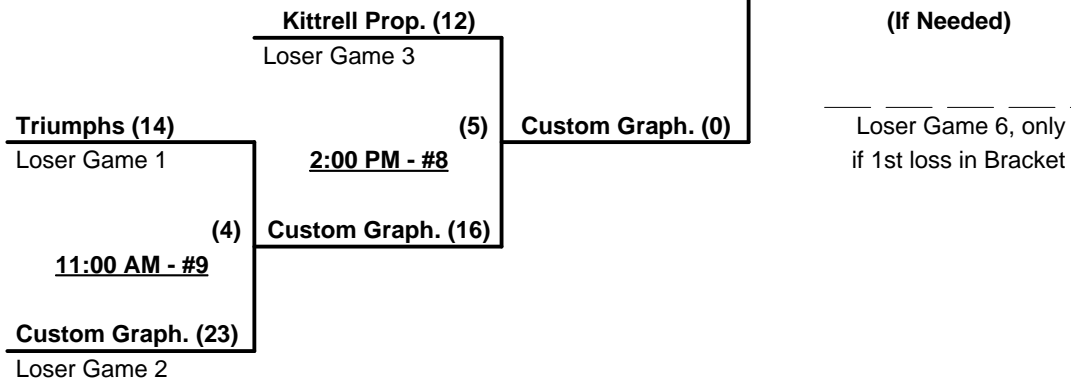 Kittrell Prop. (12)
(If Needed)
Loser Game 3
Triumphs (14)
(5)
Custom Graph. (0)
Loser Game 6, only
Loser Game 1
2:00 PM - #8
if 1st loss in Bracket
(4)
Custom Graph. (16)
11:00 AM - #9
Custom Graph. (23)
Loser Game 2